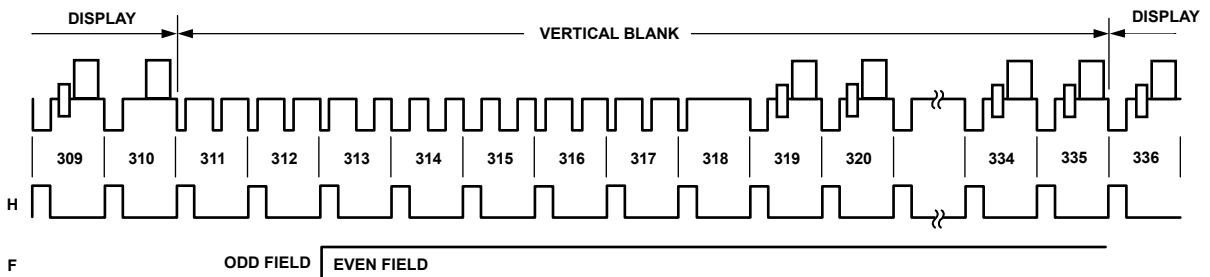 DISPLAY VERTICAL BLANK DISPLAY
309 310 311 312 313 314 315 316 317 318 319 320 334 335 336
H
F ODD FIELD EVEN FIELD